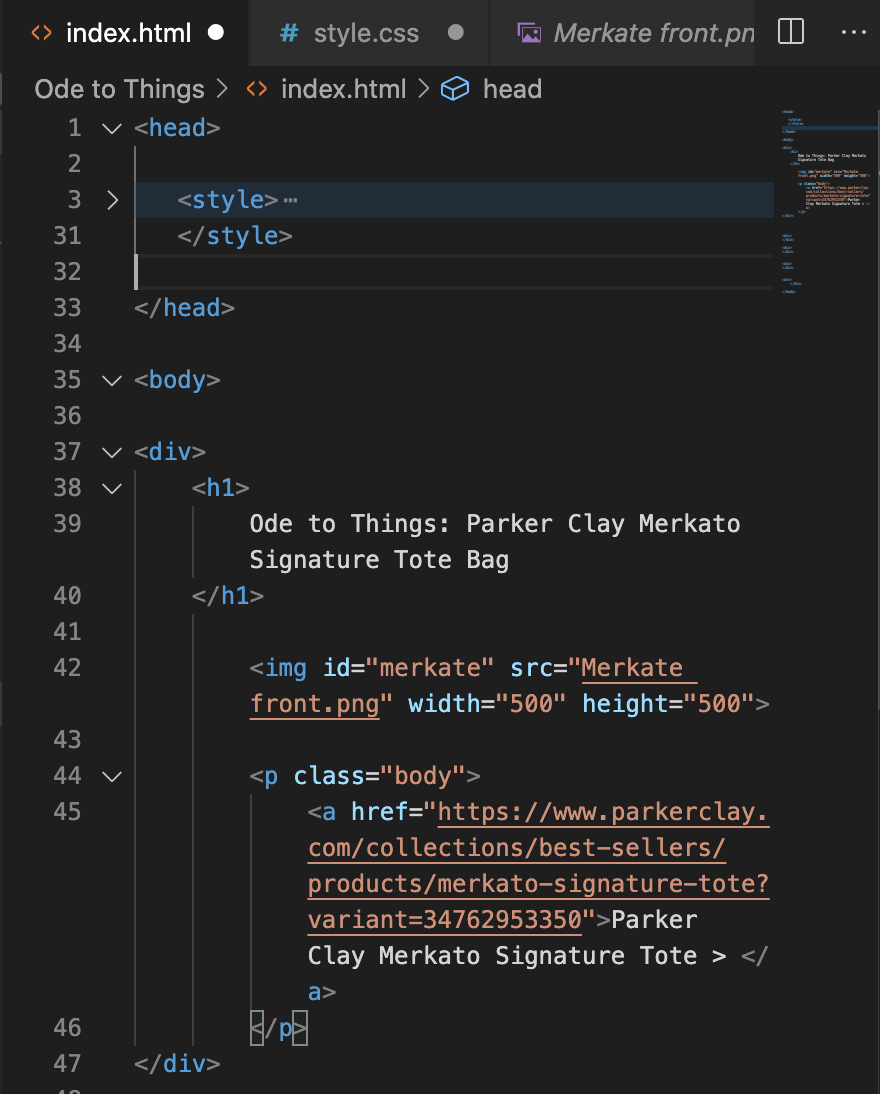 index.html
style.css
Merkate front.pn
Ode to Things > index.html > head
1 <head>
2
3 <style>…
31 </style>
32
33 </head>
34
35 <body>
36
37 <div>
38 <h1>
39 Ode to Things: Parker Clay Merkato
Signature Tote Bag
40 </h1>
41
42 <img id="merkate" src="Merkate
front.png" width="500" height="500">
43
44 <p class="body">
45 <a href="https://www.parkerclay.
com/collections/best-sellers/
products/merkato-signature-tote?
variant=34762953350">Parker
Clay Merkato Signature Tote > </
a>
46 </p>
47 </div>